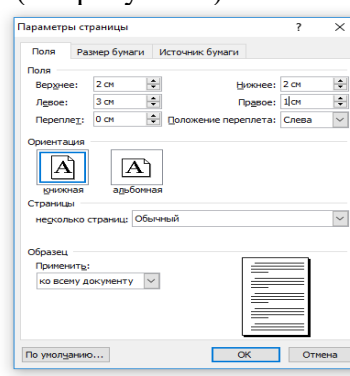 Параметры страницы ? ×
Поля Размер бумаги Источник бумаги
Поля
Верхнее: 2 см Нижнее: 2 см
Левое: 3 см Правое: 1 см
Переплет: 0 см Положение переплета: Слева
Ориентация
A A
книжная альбомная
Страницы
несколько страниц: Обычный
Образец
Применить:
ко всему документу
По умолчанию... ОК Отмена